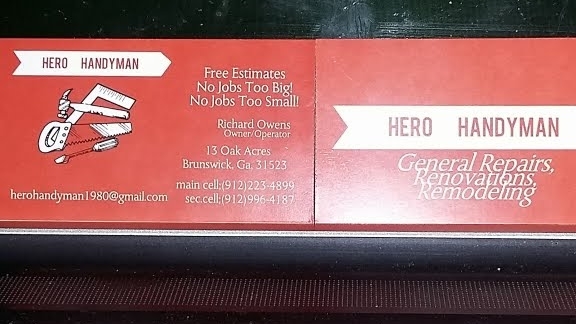 HERO HANDYMAN
Free Estimates
No Jobs Too Big!
No Jobs Too Small!
Richard Owens
Owner/Operator
13 Oak Acres
Brunswick, Ga. 31523
herohandyman1980@gmail.com
main cell;(912)223-4899
sec.cell;(912)996-4187
HERO HANDYMAN
General Repairs,
Renovations,
Remodeling